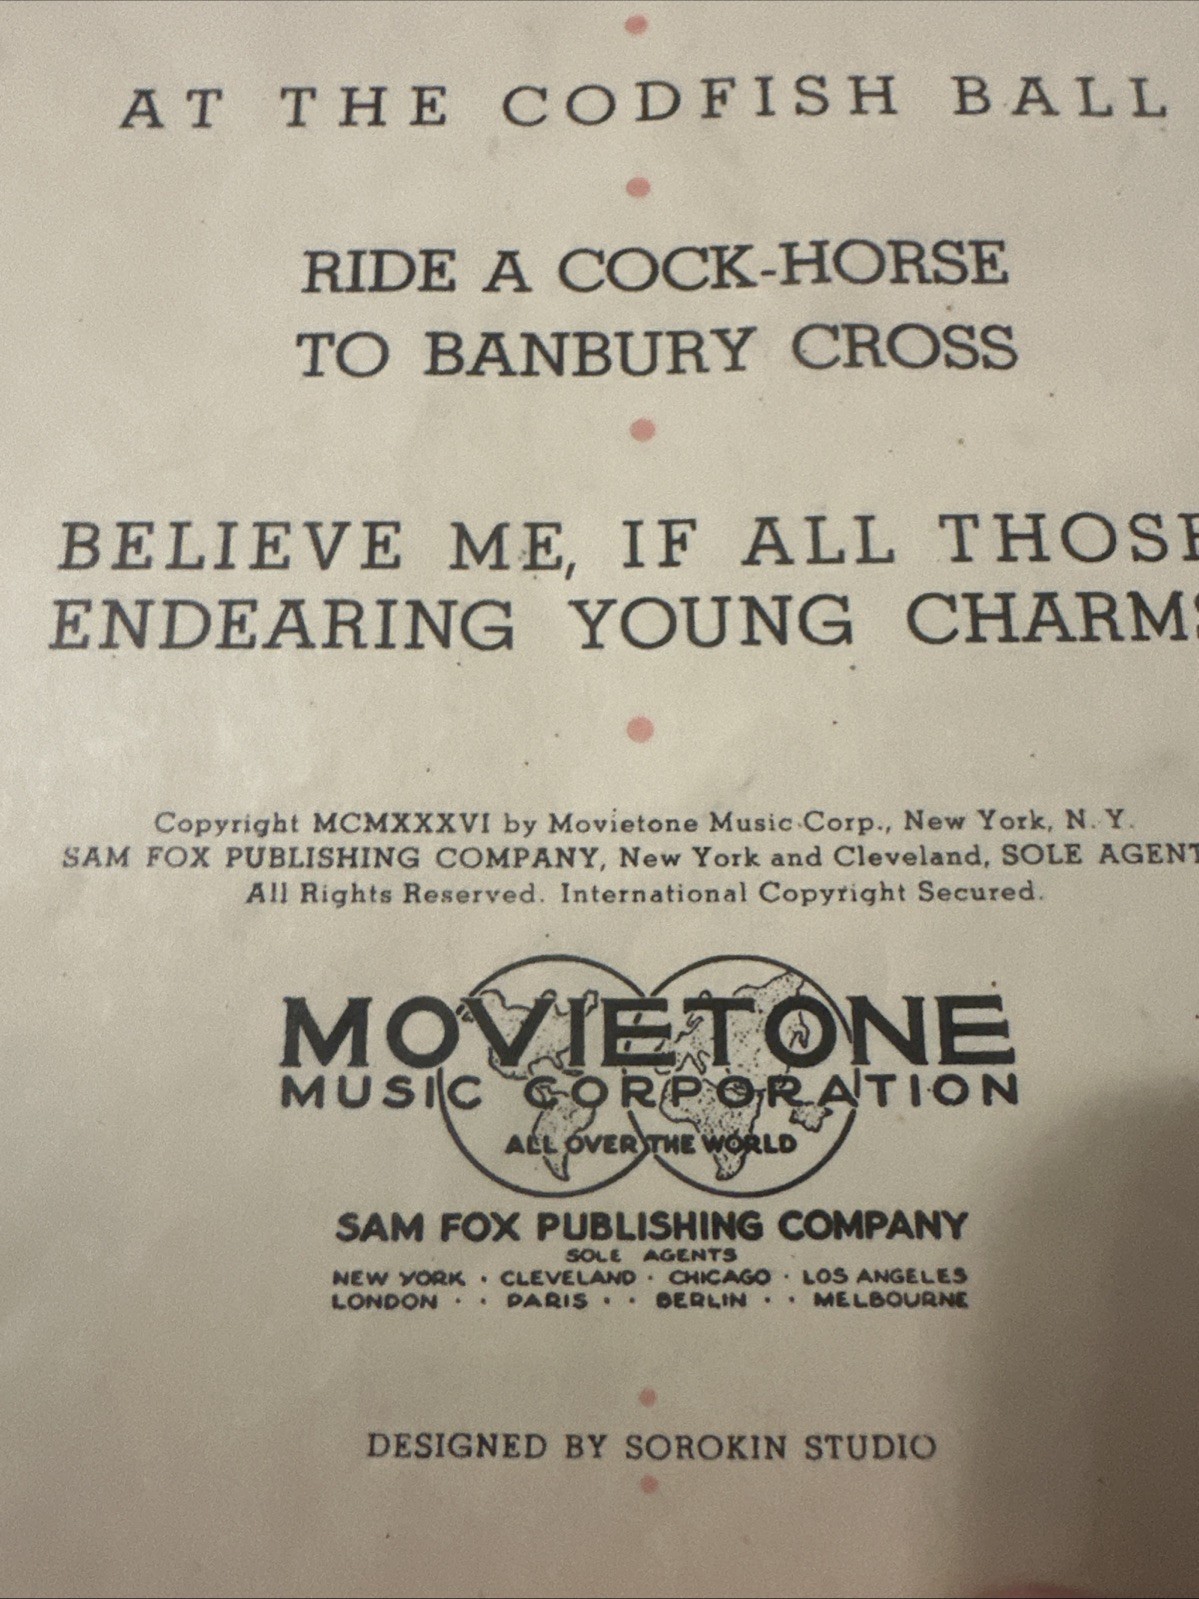 AT THE CODFISH BALL
RIDE A COCK-HORSE
TO BANBURY CROSS
BELIEVE ME, IF ALL THOSE
ENDEARING YOUNG CHARMS
Copyright MCMXXXVI by Movietone Music Corp., New York, N. Y.
SAM FOX PUBLISHING COMPANY, New York and Cleveland, SOLE AGENT
All Rights Reserved. International Copyright Secured.
MOVIETONE
MUSIC CORPORATION
ALL OVER THE WORLD
SAM FOX PUBLISHING COMPANY
SOLE AGENTS
NEW YORK · CLEVELAND · CHICAGO · LOS ANGELES
LONDON · · PARIS · · BERLIN · · MELBOURNE
DESIGNED BY SOROKIN STUDIO